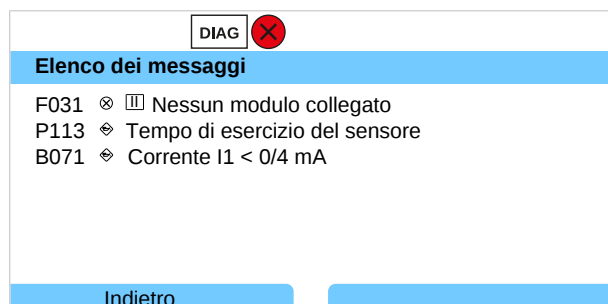 DIAG
Elenco dei messaggi
F031 ⊗ II Nessun modulo collegato
P113 Tempo di esercizio del sensore
B071 Corrente I1 < 0/4 mA
Indietro